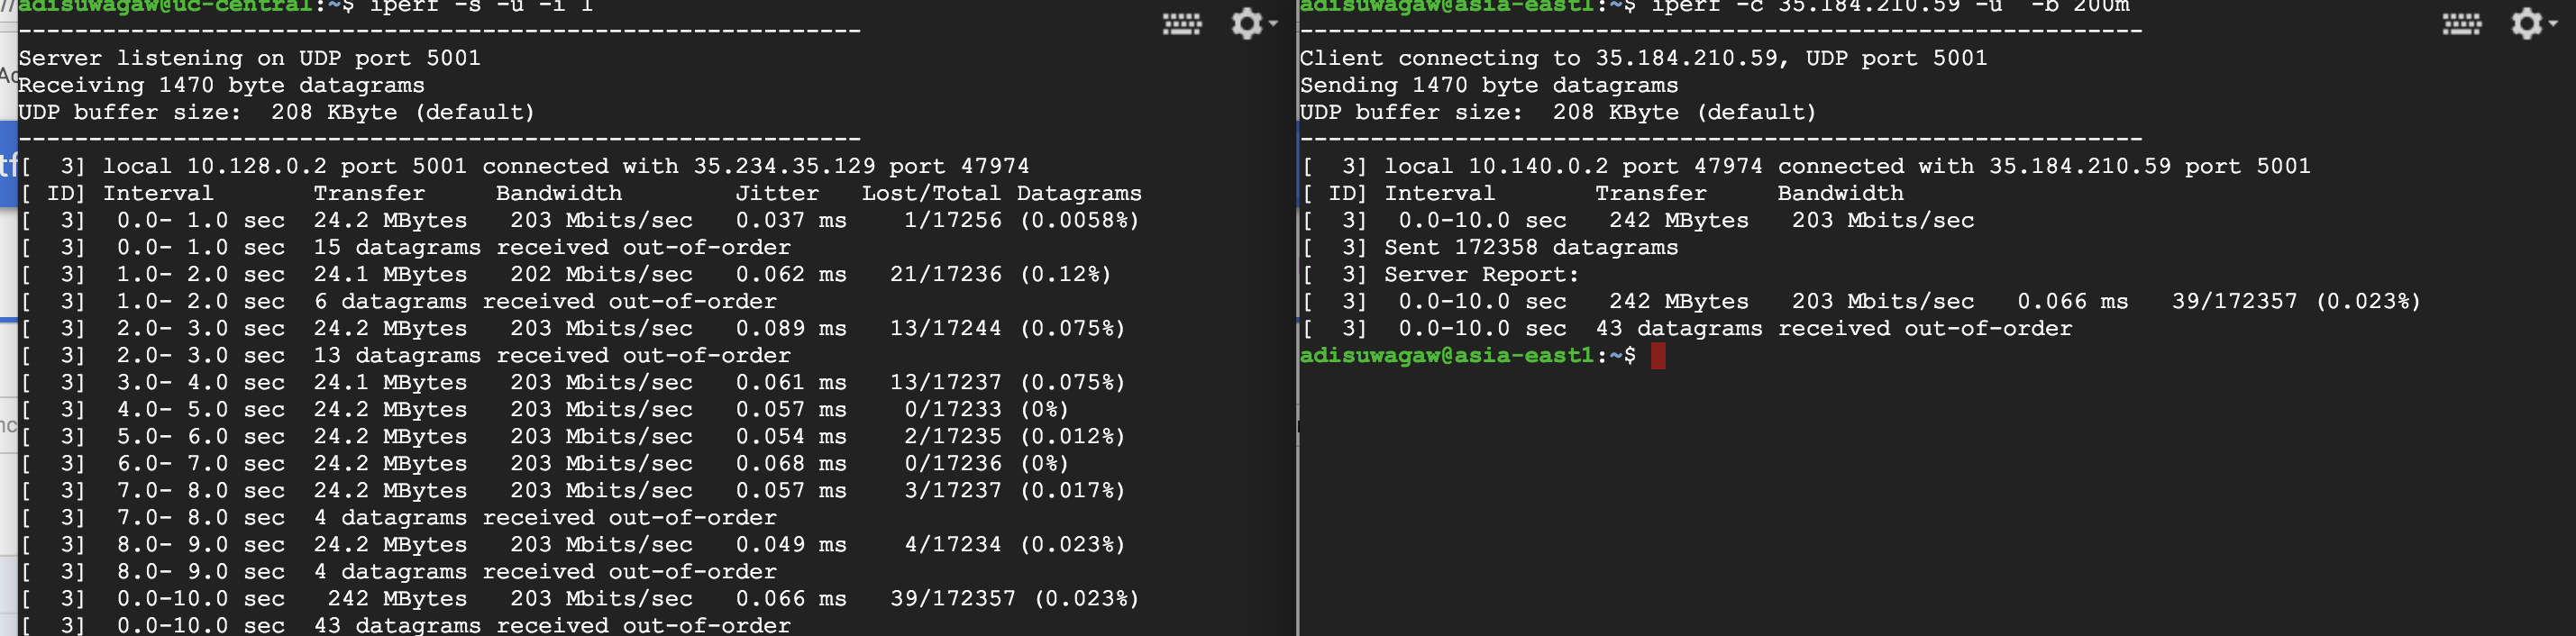 adisuwagaw@uc-central:~$ iperf -s -u -i 1
------------------------------------------------------------
Server listening on UDP port 5001
Receiving 1470 byte datagrams
UDP buffer size:  208 KByte (default)
------------------------------------------------------------
[  3] local 10.128.0.2 port 5001 connected with 35.234.35.129 port 47974
[ ID] Interval       Transfer     Bandwidth        Jitter   Lost/Total Datagrams
[  3]  0.0- 1.0 sec  24.2 MBytes   203 Mbits/sec   0.037 ms    1/17256 (0.0058%)
[  3]  0.0- 1.0 sec  15 datagrams received out-of-order
[  3]  1.0- 2.0 sec  24.1 MBytes   202 Mbits/sec   0.062 ms   21/17236 (0.12%)
[  3]  1.0- 2.0 sec  6 datagrams received out-of-order
[  3]  2.0- 3.0 sec  24.2 MBytes   203 Mbits/sec   0.089 ms   13/17244 (0.075%)
[  3]  2.0- 3.0 sec  13 datagrams received out-of-order
[  3]  3.0- 4.0 sec  24.1 MBytes   203 Mbits/sec   0.061 ms   13/17237 (0.075%)
[  3]  4.0- 5.0 sec  24.2 MBytes   203 Mbits/sec   0.057 ms    0/17233 (0%)
[  3]  5.0- 6.0 sec  24.2 MBytes   203 Mbits/sec   0.054 ms    2/17235 (0.012%)
[  3]  6.0- 7.0 sec  24.2 MBytes   203 Mbits/sec   0.068 ms    0/17236 (0%)
[  3]  7.0- 8.0 sec  24.2 MBytes   203 Mbits/sec   0.057 ms    3/17237 (0.017%)
[  3]  7.0- 8.0 sec  4 datagrams received out-of-order
[  3]  8.0- 9.0 sec  24.2 MBytes   203 Mbits/sec   0.049 ms    4/17234 (0.023%)
[  3]  8.0- 9.0 sec  4 datagrams received out-of-order
[  3]  0.0-10.0 sec   242 MBytes   203 Mbits/sec   0.066 ms   39/172357 (0.023%)
[  3]  0.0-10.0 sec  43 datagrams received out-of-order
adisuwagaw@asia-east1:~$ iperf -c 35.184.210.59 -u  -b 200m
------------------------------------------------------------
Client connecting to 35.184.210.59, UDP port 5001
Sending 1470 byte datagrams
UDP buffer size:  208 KByte (default)
------------------------------------------------------------
[  3] local 10.140.0.2 port 47974 connected with 35.184.210.59 port 5001
[ ID] Interval       Transfer     Bandwidth
[  3]  0.0-10.0 sec   242 MBytes   203 Mbits/sec
[  3] Sent 172358 datagrams
[  3] Server Report:
[  3]  0.0-10.0 sec   242 MBytes   203 Mbits/sec   0.066 ms   39/172357 (0.023%)
[  3]  0.0-10.0 sec  43 datagrams received out-of-order
adisuwagaw@asia-east1:~$